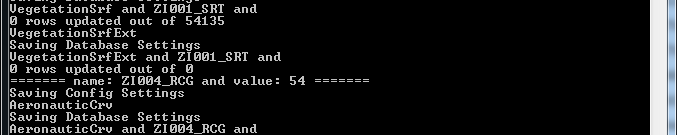 VegetationSrf and ZI001_SRT and
0 rows updated out of 54135
VegetationSrfExt
Saving Database Settings
VegetationSrfExt and ZI001_SRT and
0 rows updated out of 0
======= name: ZI004_RCG and value: 54 =======
Saving Config Settings
AeronauticCrv
Saving Database Settings
AeronauticCrv and ZI004_RCG and